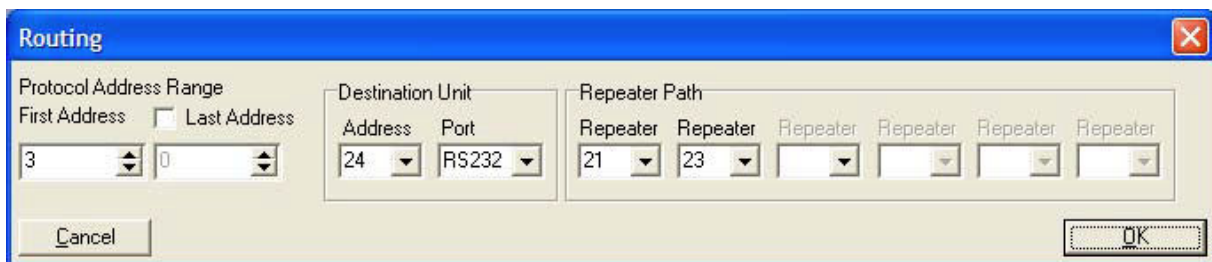 Routing
Protocol Address Range
First Address Last Address
3 0
Destination Unit
Address Port
24 RS232
Repeater Path
Repeater Repeater Repeater Repeater Repeater Repeater
21 23
Cancel OK